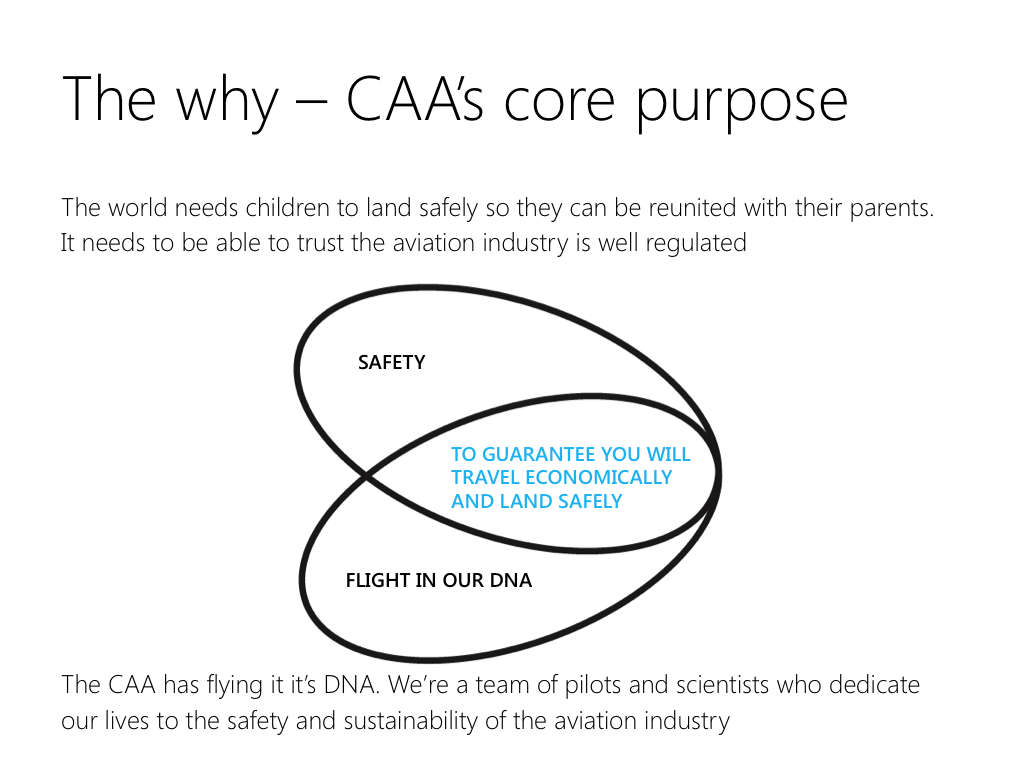 The why – CAA’s core purpose
The world needs children to land safely so they can be reunited with their parents.
It needs to be able to trust the aviation industry is well regulated
SAFETY
TO GUARANTEE YOU WILL
TRAVEL ECONOMICALLY
AND LAND SAFELY
FLIGHT IN OUR DNA
The CAA has flying it it’s DNA. We’re a team of pilots and scientists who dedicate
our lives to the safety and sustainability of the aviation industry